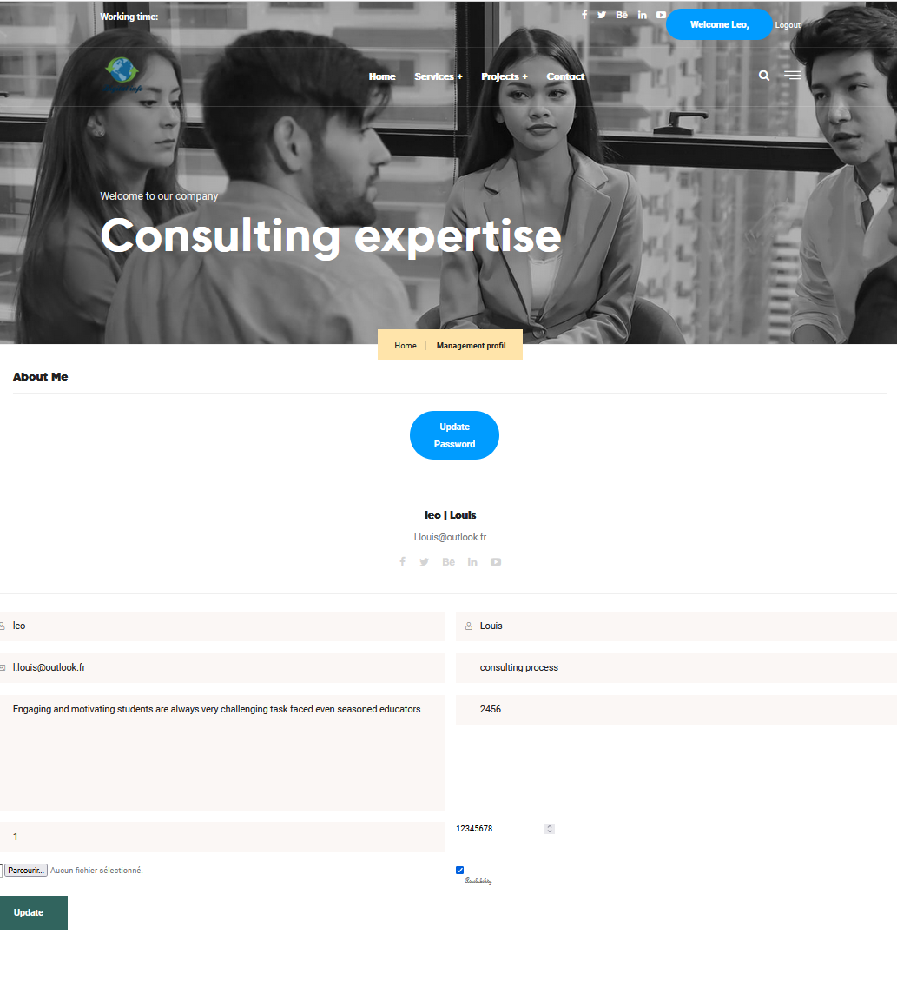 Working time:
Welcome Leo,
Logout
Home
Services +
Projects +
Contact
Welcome to our company
Consulting expertise
Home
Management profil
About Me
Update
Password
leo | Louis
l.louis@outlook.fr
leo
Louis
l.louis@outlook.fr
consulting process
Engaging and motivating students are always very challenging task faced even seasoned educators
2456
1
12345678
Parcourir... Aucun fichier sélectionné.
Update